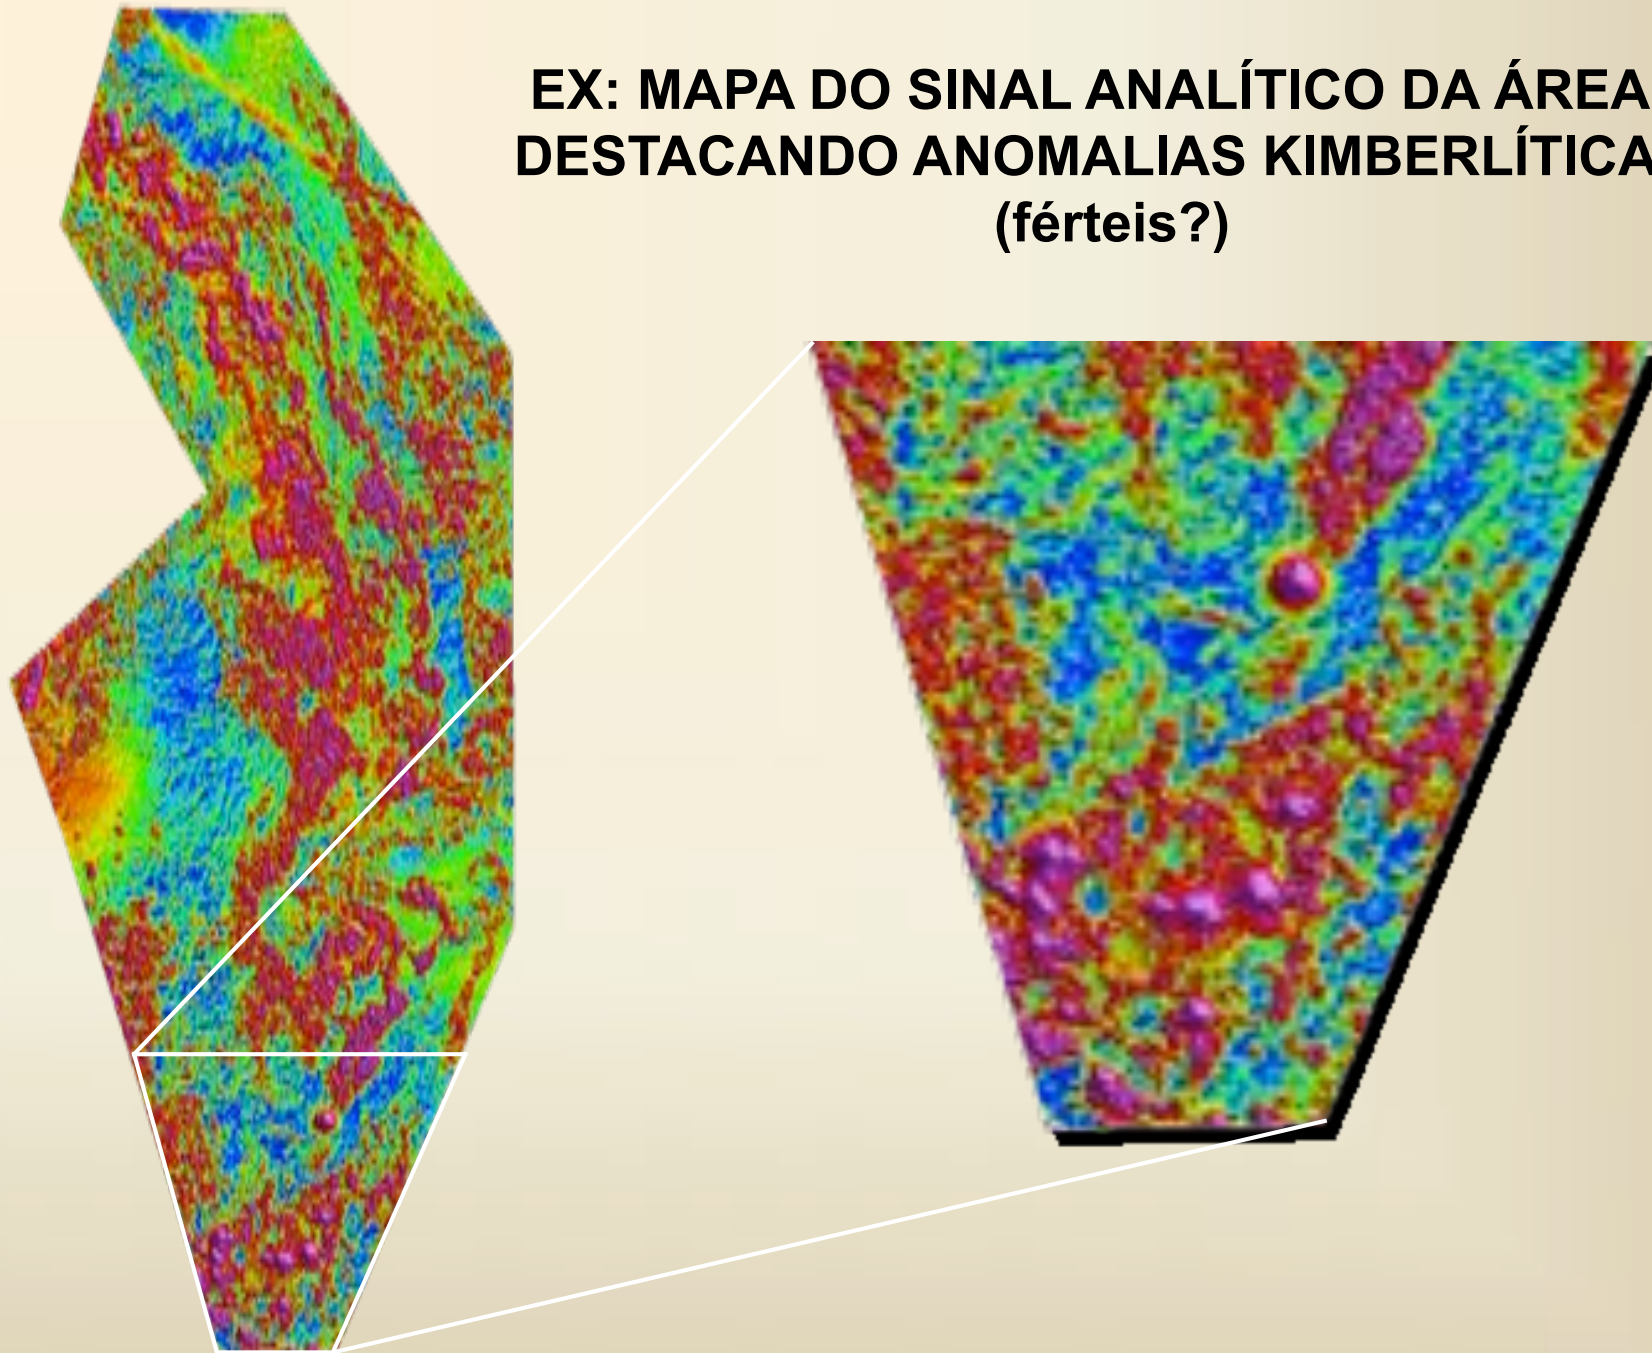 EX: MAPA DO SINAL ANALÍTICO DA ÁREA
DESTACANDO ANOMALIAS KIMBERLÍTICA
(férteis?)